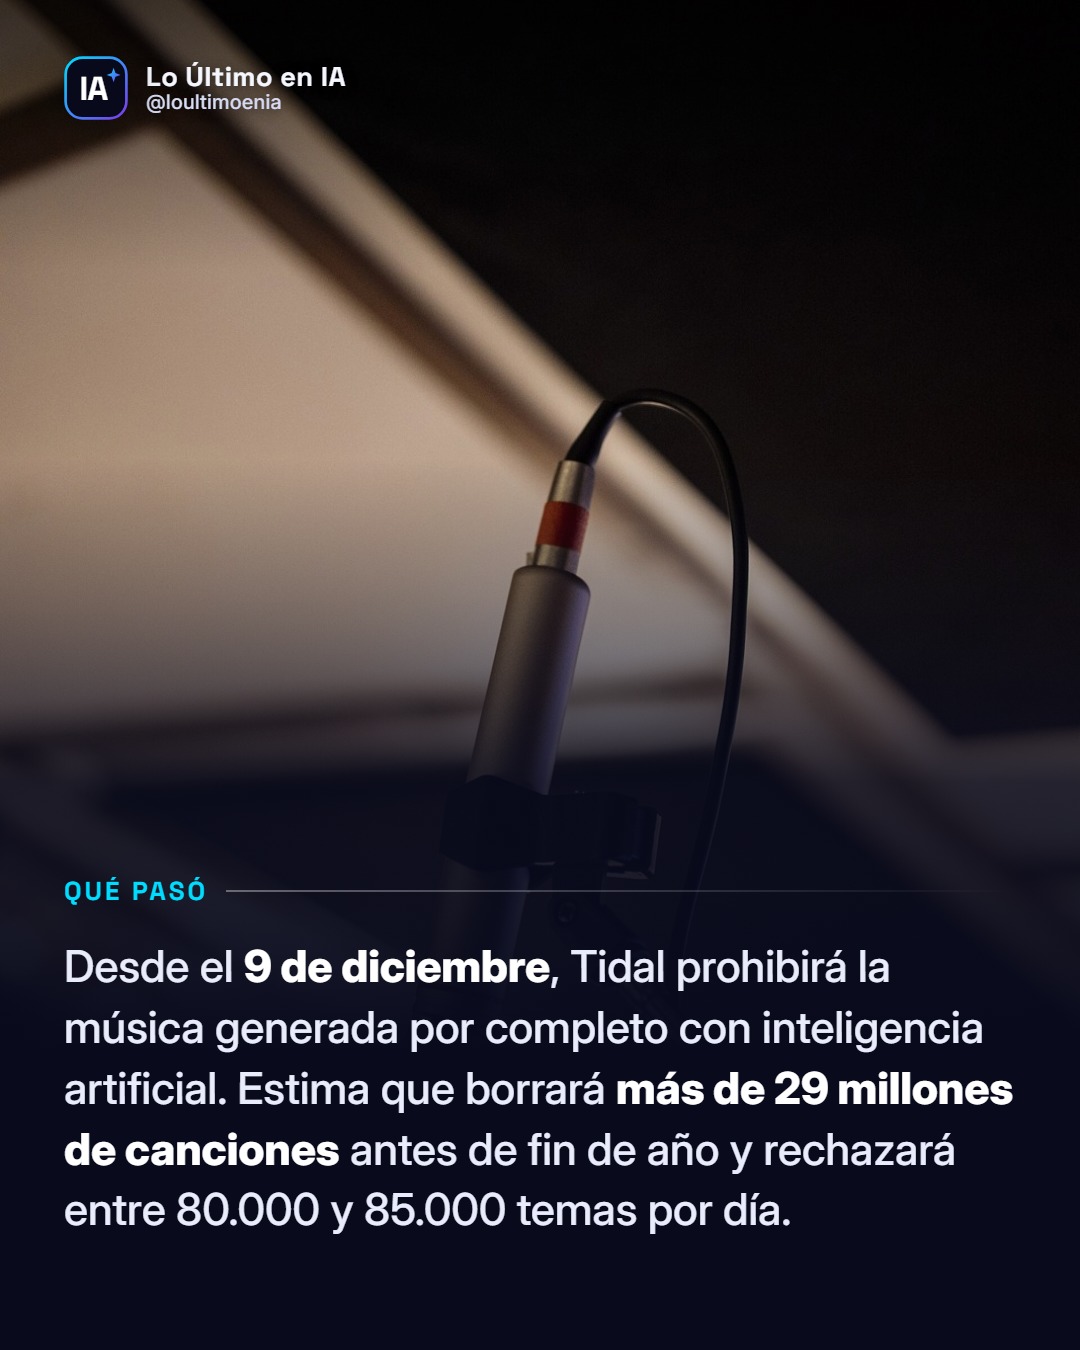 IA
Lo Último en IA
@loultimoenia
QUÉ PASÓ
Desde el 9 de diciembre, Tidal prohibirá la
música generada por completo con inteligencia
artificial. Estima que borrará más de 29 millones
de canciones antes de fin de año y rechazará
entre 80.000 y 85.000 temas por día.